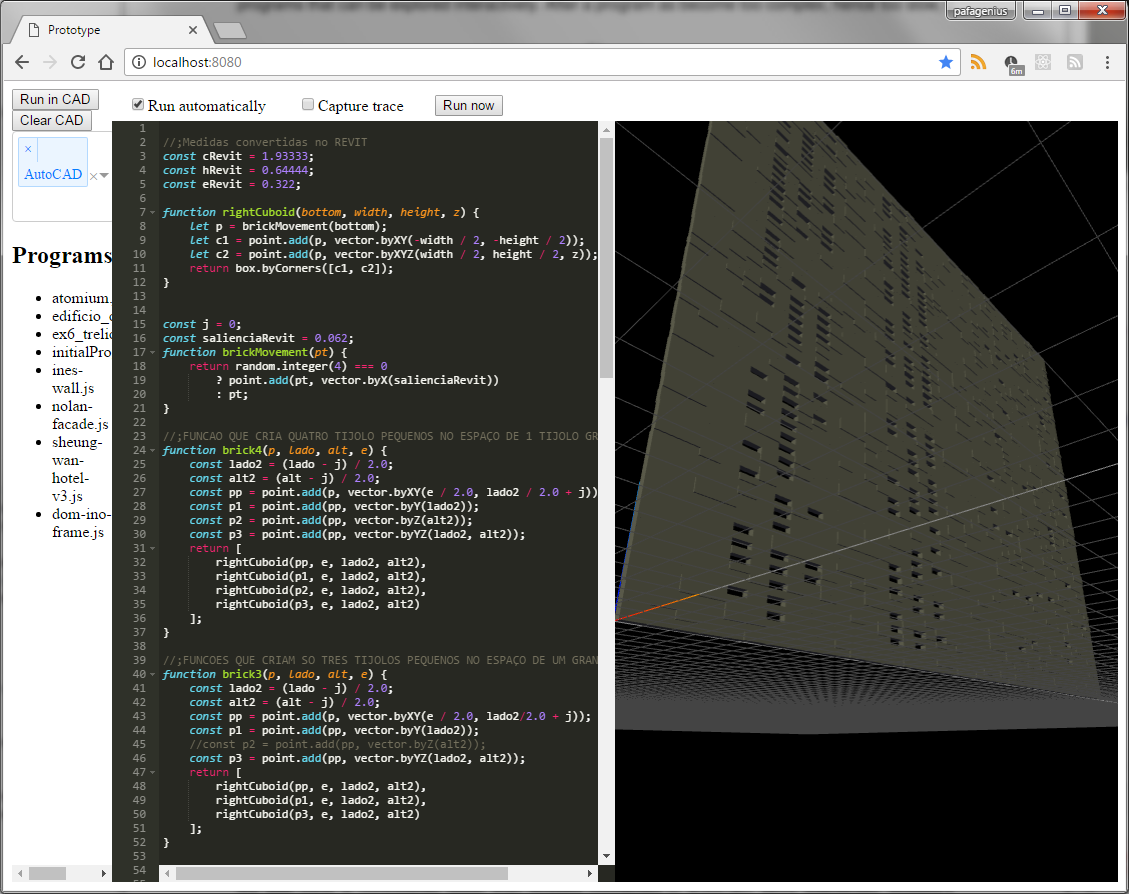 programs that can be explored interactively. After a program as become too complex, hence too slow,
pafagenius
Prototype
localhost:8080
6m
Run in CAD
Clear CAD
Run automatically
Capture trace
Run now
×
AutoCAD
Programs
atomium.
edificio_
ex6_treli
initialPro
ines-
wall.js
nolan-
facade.js
sheung-
wan-
hotel-
v3.js
dom-ino-
frame.js
1
2 //;Medidas convertidas no REVIT
3 const cRevit = 1.93333;
4 const hRevit = 0.64444;
5 const eRevit = 0.322;
6
7 function rightCuboid(bottom, width, height, z) {
8 let p = brickMovement(bottom);
9 let c1 = point.add(p, vector.byXY(-width / 2, -height / 2));
10 let c2 = point.add(p, vector.byXYZ(width / 2, height / 2, z));
11 return box.byCorners([c1, c2]);
12 }
13
14
15 const j = 0;
16 const salienciaRevit = 0.062;
17 function brickMovement(pt) {
18 return random.integer(4) === 0
19 ? point.add(pt, vector.byX(salienciaRevit))
20 : pt;
21 }
22
23 //;FUNCAO QUE CRIA QUATRO TIJOLO PEQUENOS NO ESPAÇO DE 1 TIJOLO GR
24 function brick4(p, lado, alt, e) {
25 const lado2 = (lado - j) / 2.0;
26 const alt2 = (alt - j) / 2.0;
27 const pp = point.add(p, vector.byXY(e / 2.0, lado2 / 2.0 + j))
28 const p1 = point.add(pp, vector.byY(lado2));
29 const p2 = point.add(pp, vector.byZ(alt2));
30 const p3 = point.add(pp, vector.byYZ(lado2, alt2));
31 return [
32 rightCuboid(pp, e, lado2, alt2),
33 rightCuboid(p1, e, lado2, alt2),
34 rightCuboid(p2, e, lado2, alt2),
35 rightCuboid(p3, e, lado2, alt2)
36 ];
37 }
38
39 //;FUNCOES QUE CRIAM SO TRES TIJOLOS PEQUENOS NO ESPAÇO DE UM GRAN
40 function brick3(p, lado, alt, e) {
41 const lado2 = (lado - j) / 2.0;
42 const alt2 = (alt - j) / 2.0;
43 const pp = point.add(p, vector.byXY(e / 2.0, lado2/2.0 + j));
44 const p1 = point.add(pp, vector.byY(lado2));
45 //const p2 = point.add(pp, vector.byZ(alt2));
46 const p3 = point.add(pp, vector.byYZ(lado2, alt2));
47 return [
48 rightCuboid(pp, e, lado2, alt2),
49 rightCuboid(p1, e, lado2, alt2),
50 rightCuboid(p3, e, lado2, alt2)
51 ];
52 }
53
54